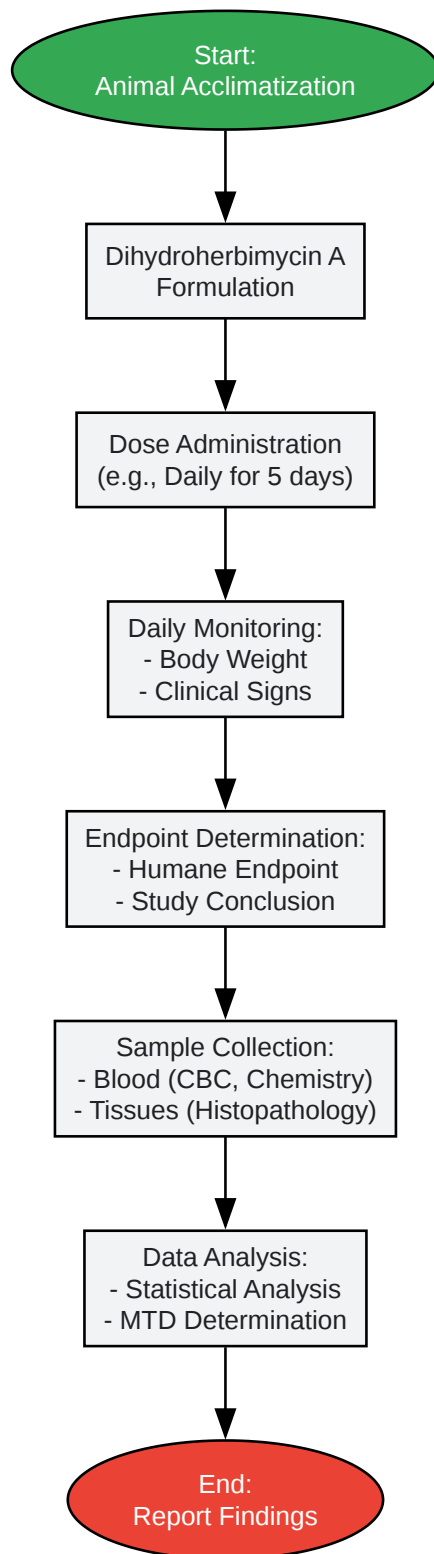 Start:
Animal Acclimatization
Dihydroherbimycin A
Formulation
Dose Administration
(e.g., Daily for 5 days)
Daily Monitoring:
- Body Weight
- Clinical Signs
Endpoint Determination:
- Humane Endpoint
- Study Conclusion
Sample Collection:
- Blood (CBC, Chemistry)
- Tissues (Histopathology)
Data Analysis:
- Statistical Analysis
- MTD Determination
End:
Report Findings